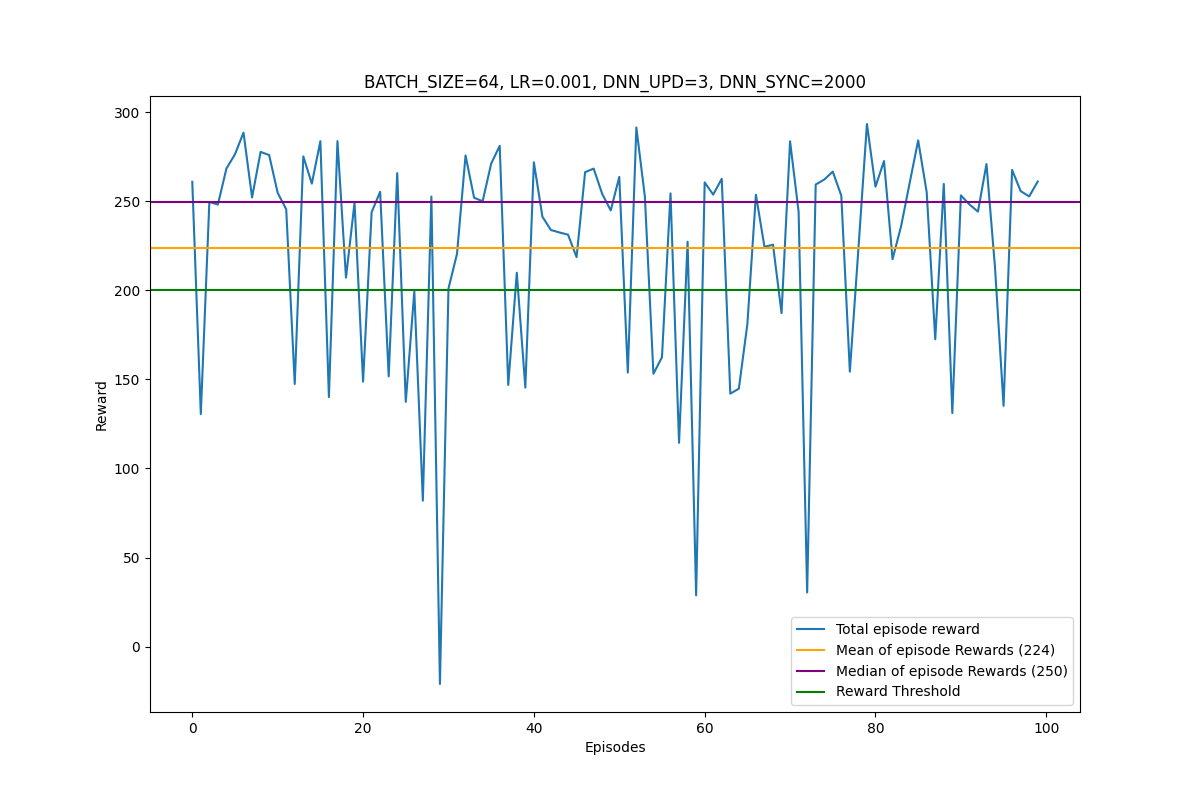 BATCH_SIZE=64, LR=0.001, DNN_UPD=3, DNN_SYNC=2000
300
250
200
150
100
50
0
Reward
Total episode reward
Mean of episode Rewards (224)
Median of episode Rewards (250)
Reward Threshold
0 20 40 60 80 100
Episodes